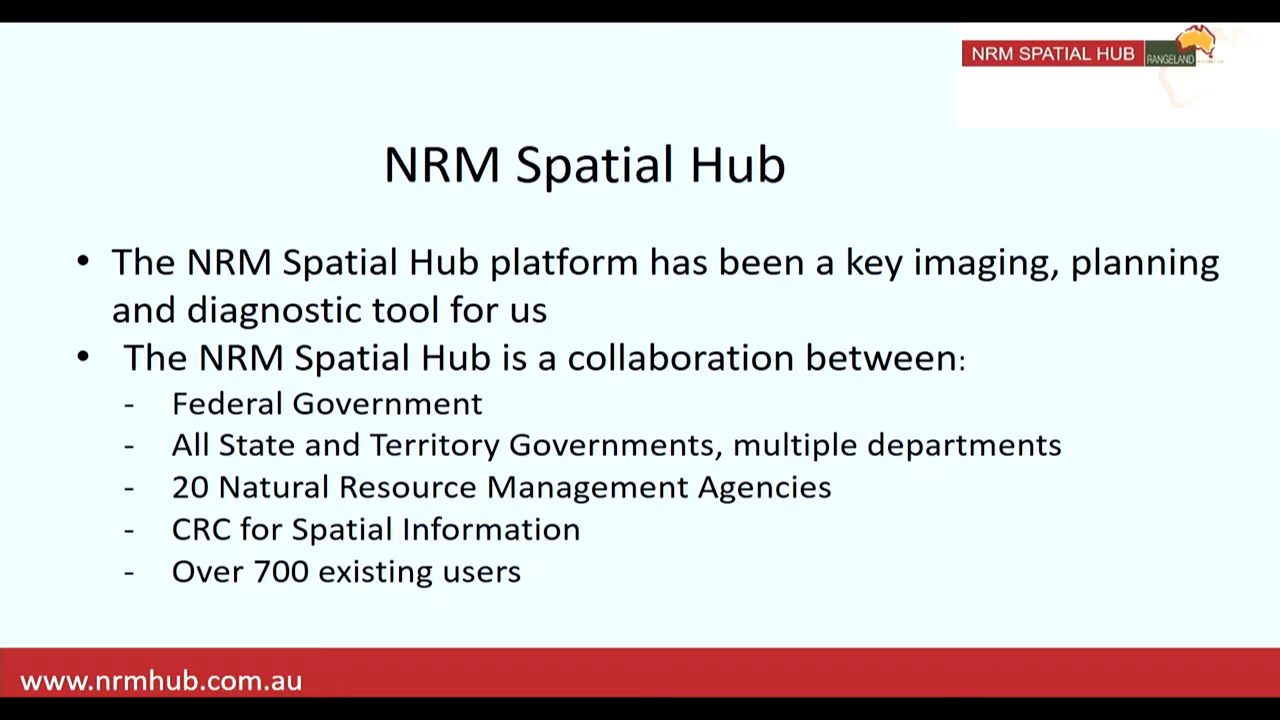 NRM SPATIAL HUB RANGELAND
NRM Spatial Hub
• The NRM Spatial Hub platform has been a key imaging, planning
and diagnostic tool for us
• The NRM Spatial Hub is a collaboration between:
- Federal Government
- All State and Territory Governments, multiple departments
- 20 Natural Resource Management Agencies
- CRC for Spatial Information
- Over 700 existing users
www.nrmhub.com.au